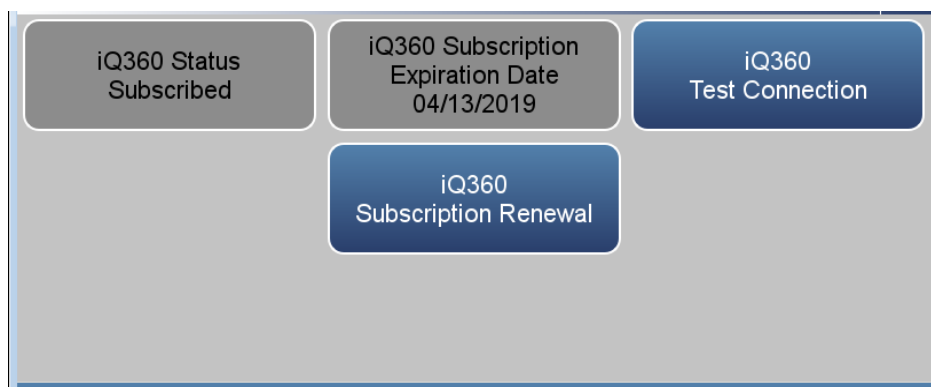 iQ360 Status
Subscribed
iQ360 Subscription
Expiration Date
04/13/2019
iQ360
Test Connection
iQ360
Subscription Renewal